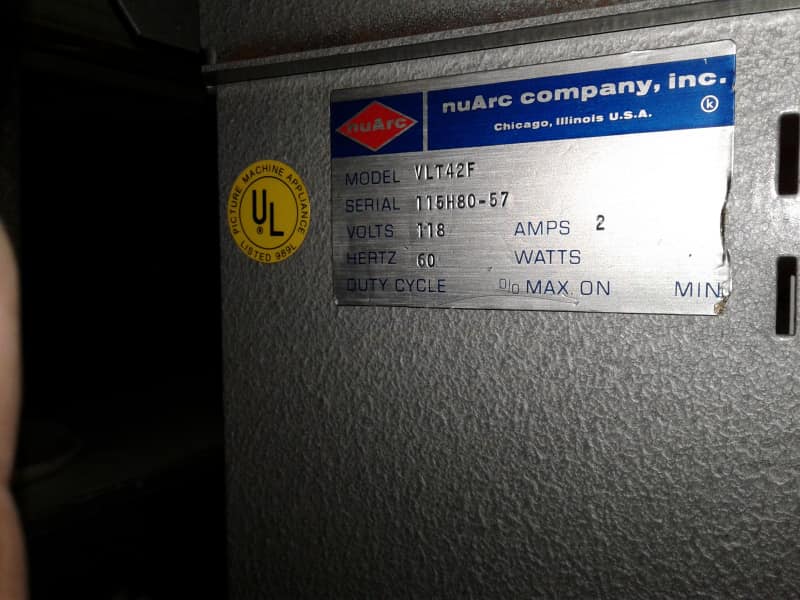 nuArc
nuArc company, inc.
Chicago, Illinois U.S.A.
k
MODEL VLT42F
SERIAL 115H80-57
VOLTS 118 AMPS 2
HERTZ 60 WATTS
DUTY CYCLE % MAX ON MIN
PICTURE MACHINE APPLIANCE
UL
®
LISTED 989L